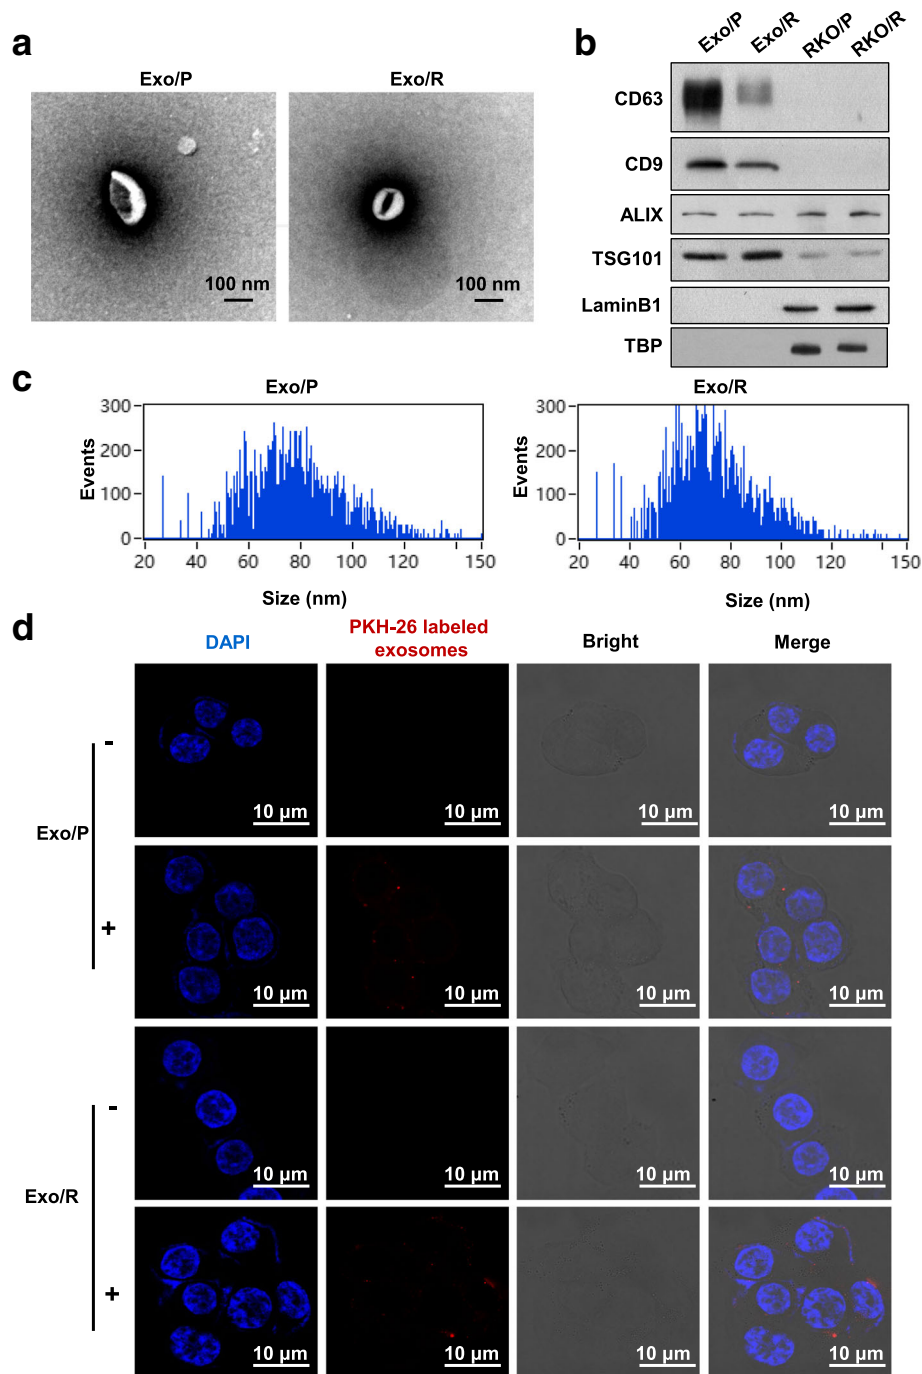 a
Exo/P
Exo/R
100 nm
100 nm
b
Exo/P
Exo/R
RKO/P
RKO/R
CD63
CD9
ALIX
TSG101
LaminB1
TBP
c
Exo/P
300
200
100
0
Events
20
40
60
80
100
120
150
Size (nm)
Exo/R
300
200
100
0
Events
20
40
60
80
100
120
150
Size (nm)
d
DAPI
PKH-26 labeled
exosomes
Bright
Merge
Exo/P
-
10 µm
10 µm
10 µm
10 µm
+
10 µm
10 µm
10 µm
10 µm
Exo/R
-
10 µm
10 µm
10 µm
10 µm
+
10 µm
10 µm
10 µm
10 µm